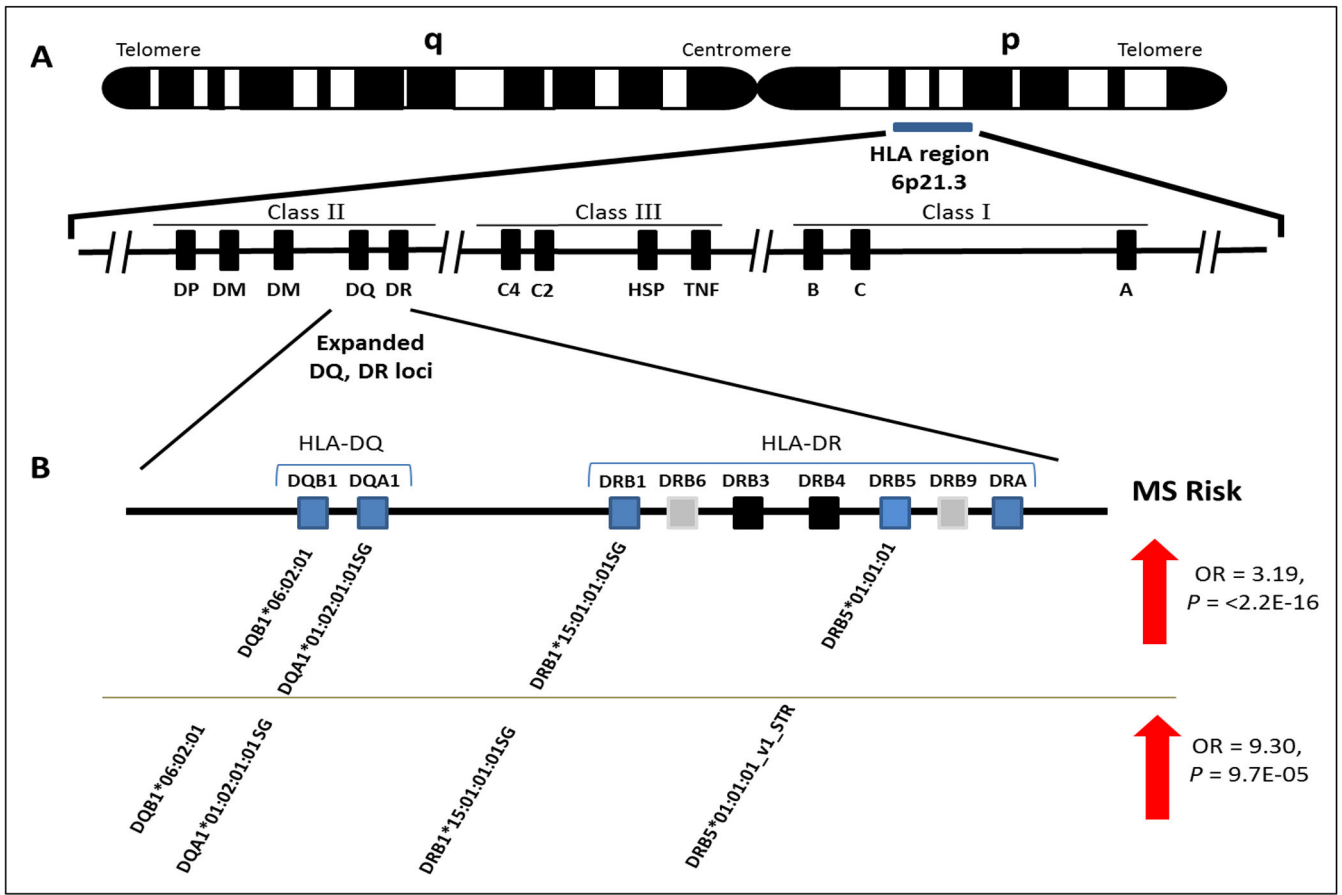 A
Telomere
q
Centromere
p
Telomere
HLA region
6p21.3
Class II
Class III
Class I
DP DM DM DQ DR C4 C2 HSP TNF B C A
Expanded
DQ, DR loci
B
HLA-DQ
HLA-DR
DQB1 DQA1 DRB1 DRB6 DRB3 DRB4 DRB5 DRB9 DRA
MS Risk
DQB1*06:02:01
DQA1*01:02:01:01SG
DRB1*15:01:01:01SG
DRB5*01:01:01
OR = 3.19,
P = <2.2E-16
DQB1*06:02:01
DQA1*01:02:01:01SG
DRB1*15:01:01:01SG
DRB5*01:01:01_v1_STR
OR = 9.30,
P = 9.7E-05